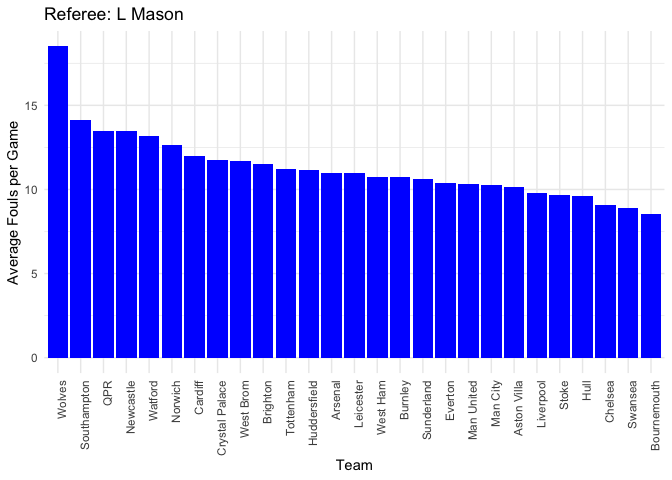 Referee: L Mason
Average Fouls per Game
15
10
5
0
Wolves
Southampton
QPR
Newcastle
Watford
Norwich
Cardiff
Crystal Palace
West Brom
Brighton
Tottenham
Huddersfield
Arsenal
Leicester
West Ham
Burnley
Sunderland
Everton
Man United
Man City
Aston Villa
Liverpool
Stoke
Hull
Chelsea
Swansea
Bournemouth
Team